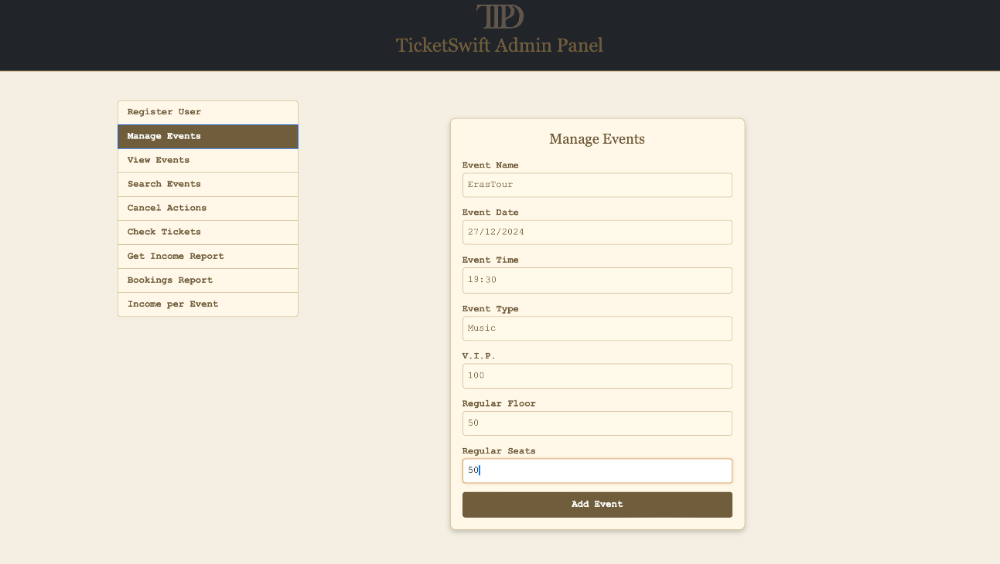 TicketSwift Admin Panel
Register User
Manage Events
View Events
Search Events
Cancel Actions
Check Tickets
Get Income Report
Bookings Report
Income per Event
Manage Events
Event Name
ErasTour
Event Date
27/12/2024
Event Time
19:30
Event Type
Music
V.I.P.
100
Regular Floor
50
Regular Seats
50
Add Event